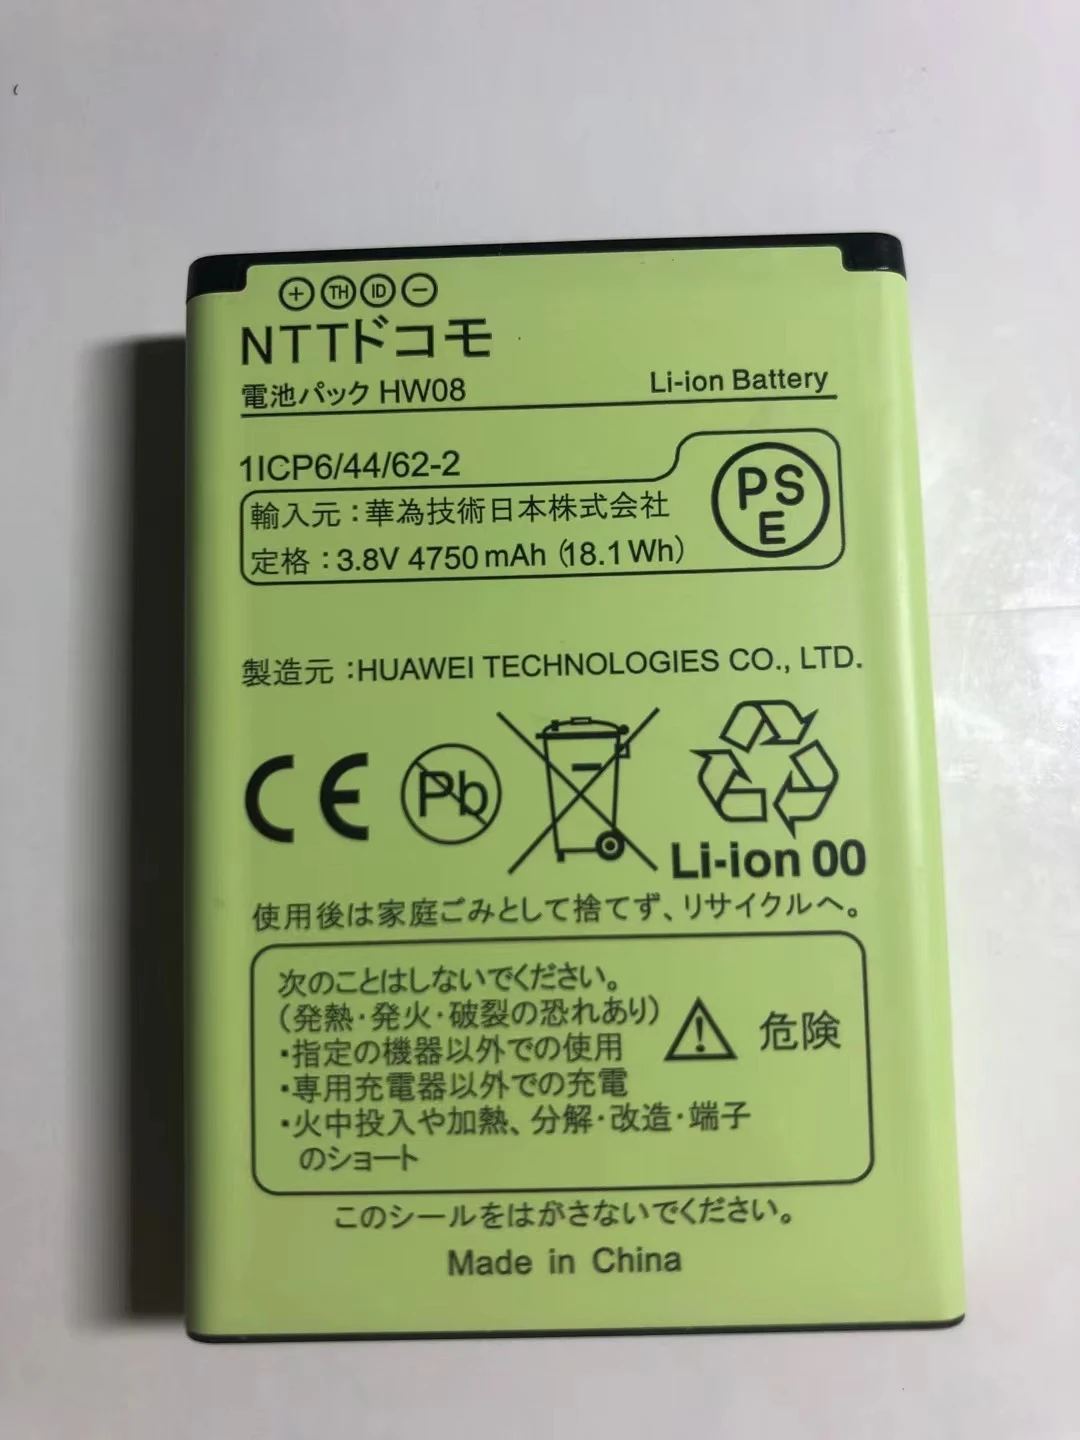 + TH ID −
NTTドコモ
電池パック HW08
Li-ion Battery
1ICP6/44/62-2
輸入元：華為技術日本株式会社
定格：3.8V 4750mAh (18.1Wh)
PS
E
製造元：HUAWEI TECHNOLOGIES CO., LTD.
CE
Pb
Li-ion 00
使用後は家庭ごみとして捨てず、リサイクルへ。
次のことはしないでください。
(発熱・発火・破裂の恐れあり)
・指定の機器以外での使用
・専用充電器以外での充電
・火中投入や加熱、分解・改造・端子
のショート
危険
このシールをはがさないでください。
Made in China